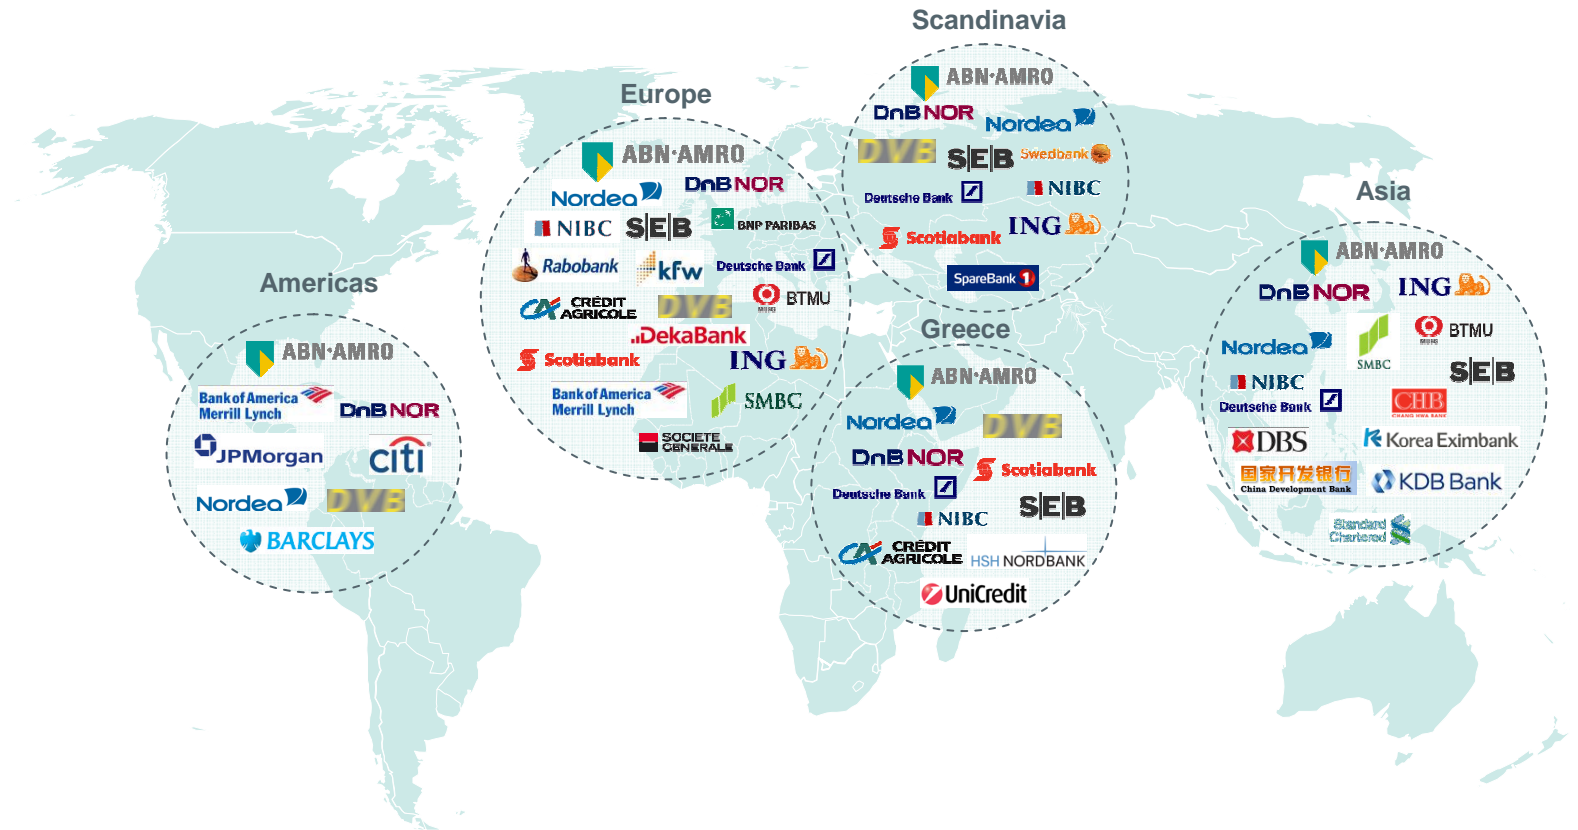 Scandinavia
ABN·AMRO
DnB NOR
Nordea
DVB
S|E|B
Swedbank
Deutsche Bank
NIBC
Scotiabank
ING
SpareBank 1
Europe
ABN·AMRO
Nordea
DnB NOR
NIBC
S|E|B
BNP PARIBAS
Rabobank
kfw
Deutsche Bank
CRÉDIT
AGRICOLE
DVB
MUFG
BTMU
DekaBank
Scotiabank
ING
Bank of America
Merrill Lynch
SMBC
SOCIETE
GENERALE
Asia
ABN·AMRO
DnB NOR
ING
Nordea
SMBC
MUFG
BTMU
S|E|B
NIBC
Deutsche Bank
CHB
CHANG HWA BANK
DBS
Korea Eximbank
国家开发银行
China Development Bank
KDB Bank
Standard
Chartered
Americas
ABN·AMRO
Bank of America
Merrill Lynch
DnB NOR
JPMorgan
citi
Nordea
DVB
BARCLAYS
Greece
ABN·AMRO
Nordea
DVB
DnB NOR
Scotiabank
Deutsche Bank
S|E|B
NIBC
CRÉDIT
AGRICOLE
HSH NORDBANK
UniCredit